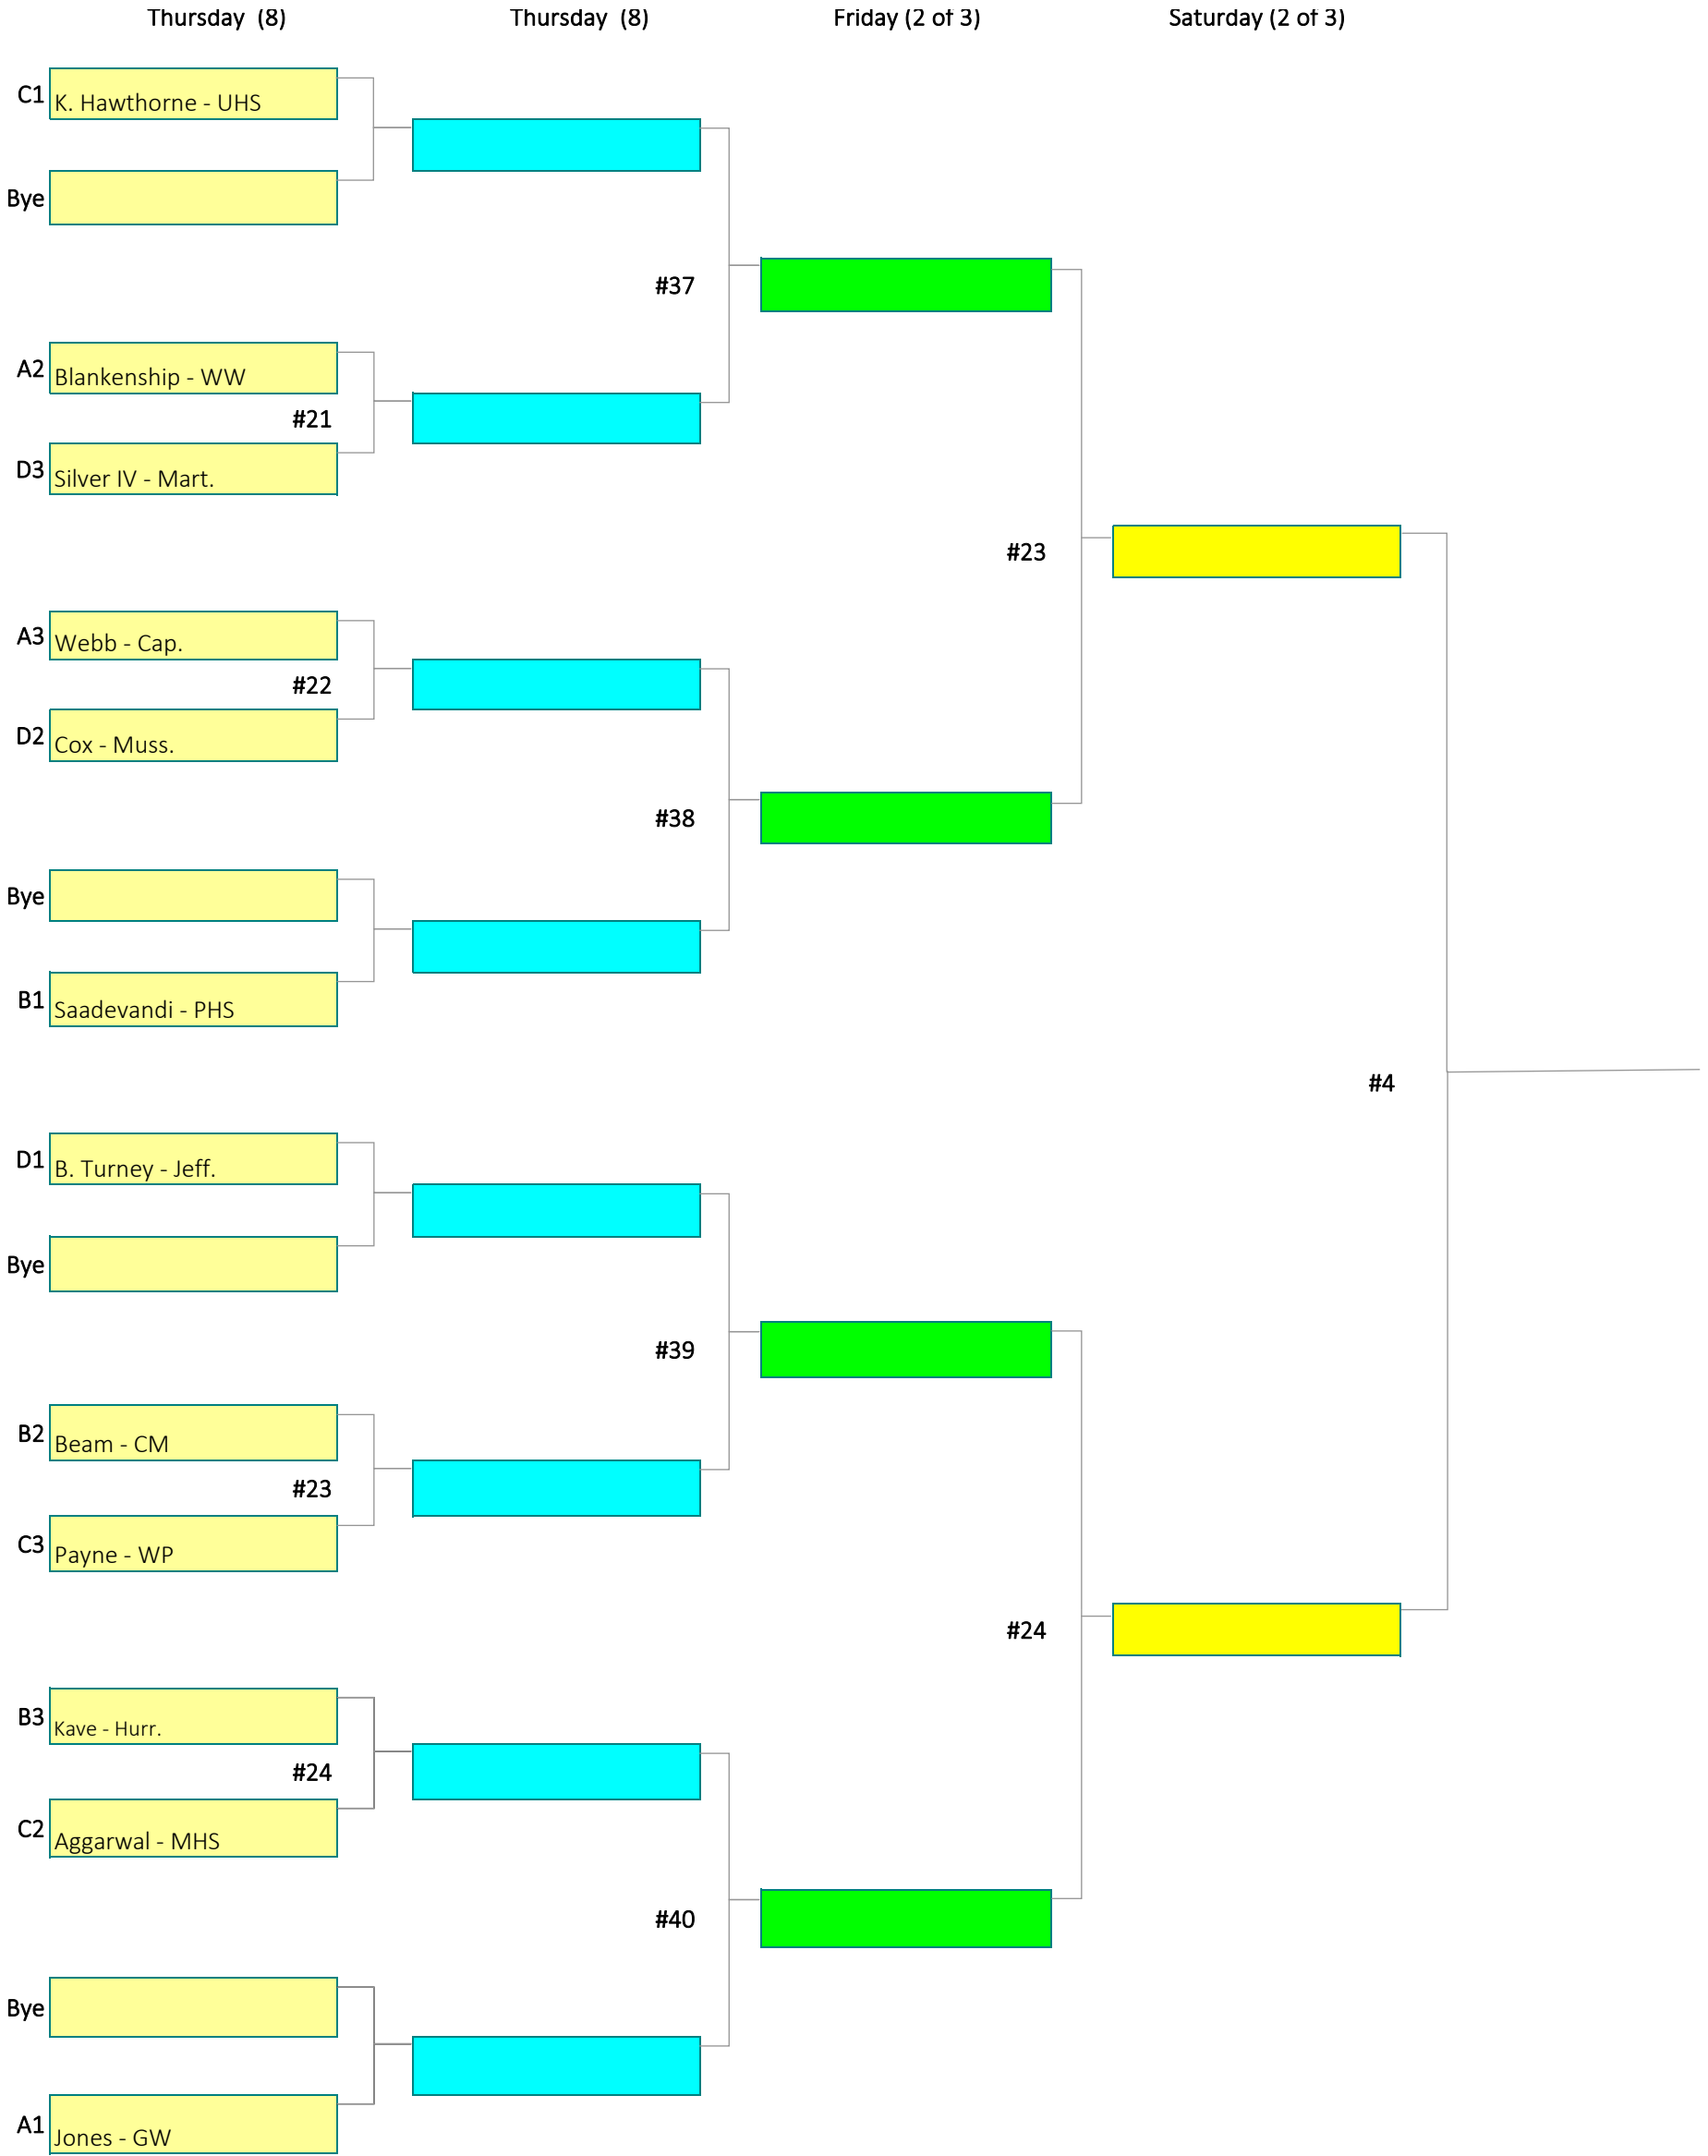 Thursday  (8) Thursday  (8) Friday (2 of 3) Saturday (2 of 3)
C1 K. Hawthorne - UHS
Bye
#37
A2 Blankenship - WW
#21
D3 Silver IV - Mart.
#23
A3 Webb - Cap.
#22
D2 Cox - Muss.
#38
Bye
B1 Saadevandi - PHS
#4
D1 B. Turney - Jeff.
Bye
#39
B2 Beam - CM
#23
C3 Payne - WP
#24
B3 Kave - Hurr.
#24
C2 Aggarwal - MHS
#40
Bye
A1 Jones - GW